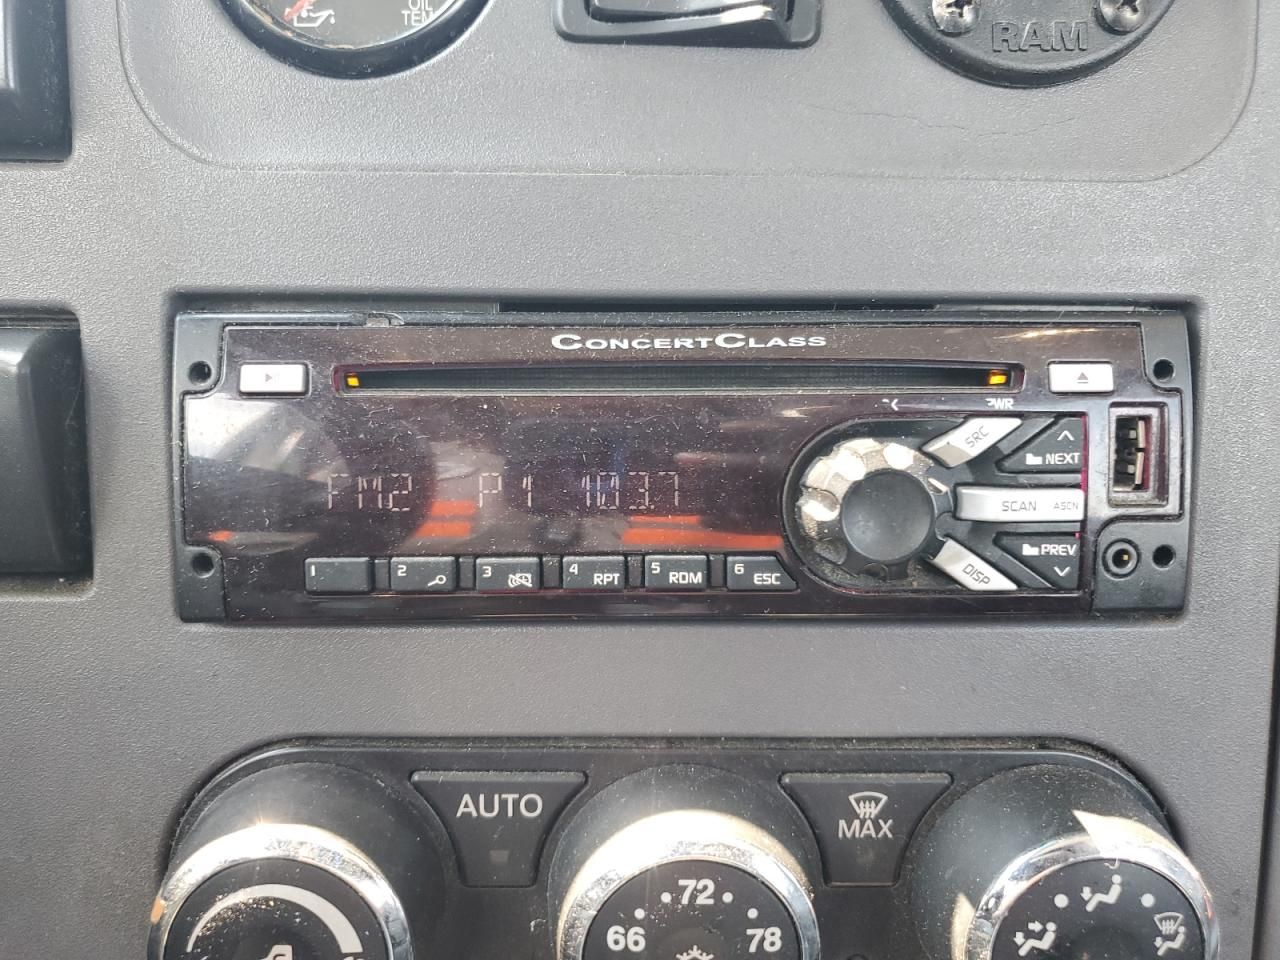 OIL
TEMP
RAM
CONCERTCLASS
PWR
SRC
NEXT
FM2 P1 103.7
SCAN ASCN
PREV
DISP
1
2
3
4 RPT
5 RDM
6 ESC
AUTO
MAX
66 72 78